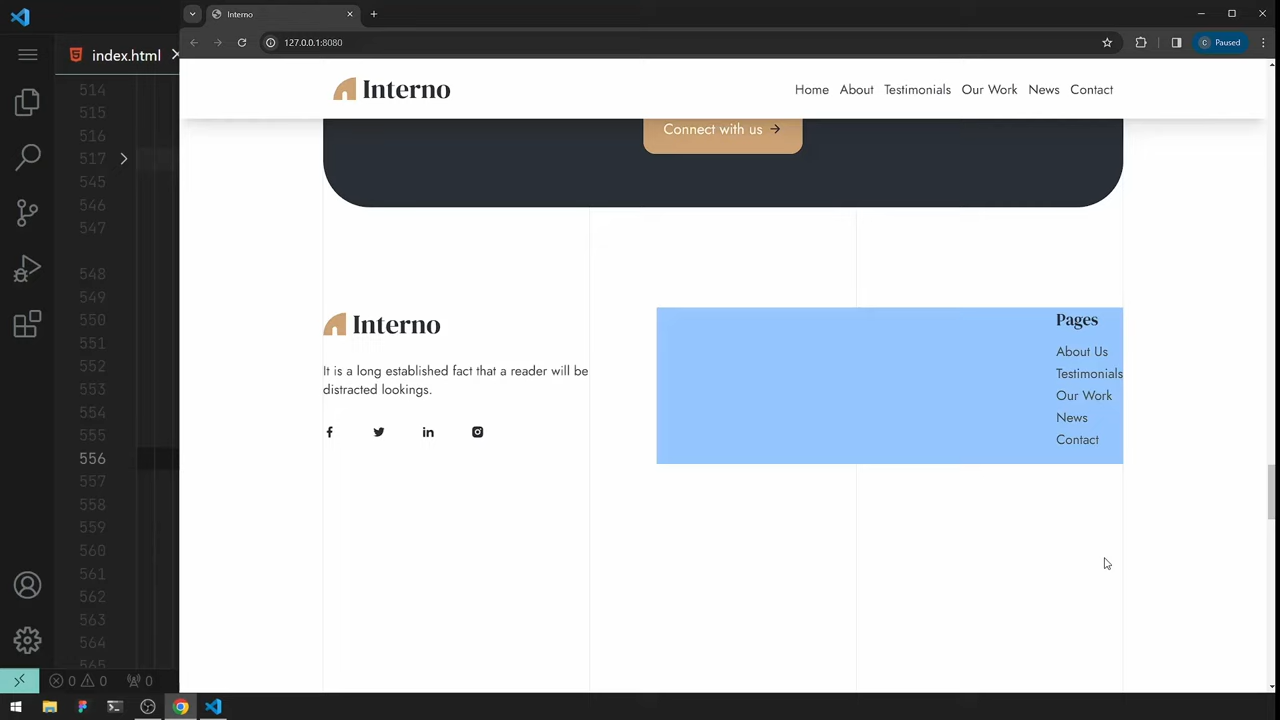 Interno
index.html
127.0.0.1:8080
C Paused
Interno
Home About Testimonials Our Work News Contact
Connect with us
514
515
516
517
545
546
547
548
549
550
551
552
553
554
555
556
557
558
559
560
561
562
563
564
565
Interno
It is a long established fact that a reader will be
distracted lookings.
Pages
About Us
Testimonials
Our Work
News
Contact
0 0 0